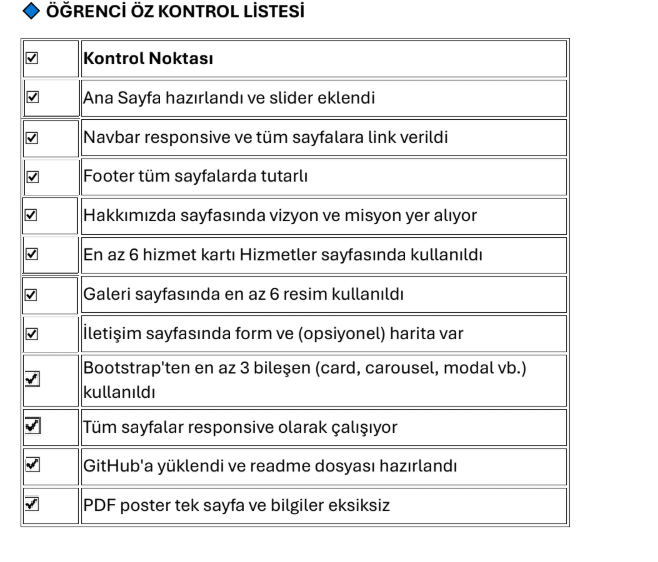 ÖĞRENCİ ÖZ KONTROL LİSTESİ
Kontrol Noktası
Ana Sayfa hazırlandı ve slider eklendi
Navbar responsive ve tüm sayfalara link verildi
Footer tüm sayfalarda tutarlı
Hakkımızda sayfasında vizyon ve misyon yer alıyor
En az 6 hizmet kartı Hizmetler sayfasında kullanıldı
Galeri sayfasında en az 6 resim kullanıldı
İletişim sayfasında form ve (opsiyonel) harita var
Bootstrap'ten en az 3 bileşen (card, carousel, modal vb.)
kullanıldı
Tüm sayfalar responsive olarak çalışıyor
GitHub'a yüklendi ve readme dosyası hazırlandı
PDF poster tek sayfa ve bilgiler eksiksiz